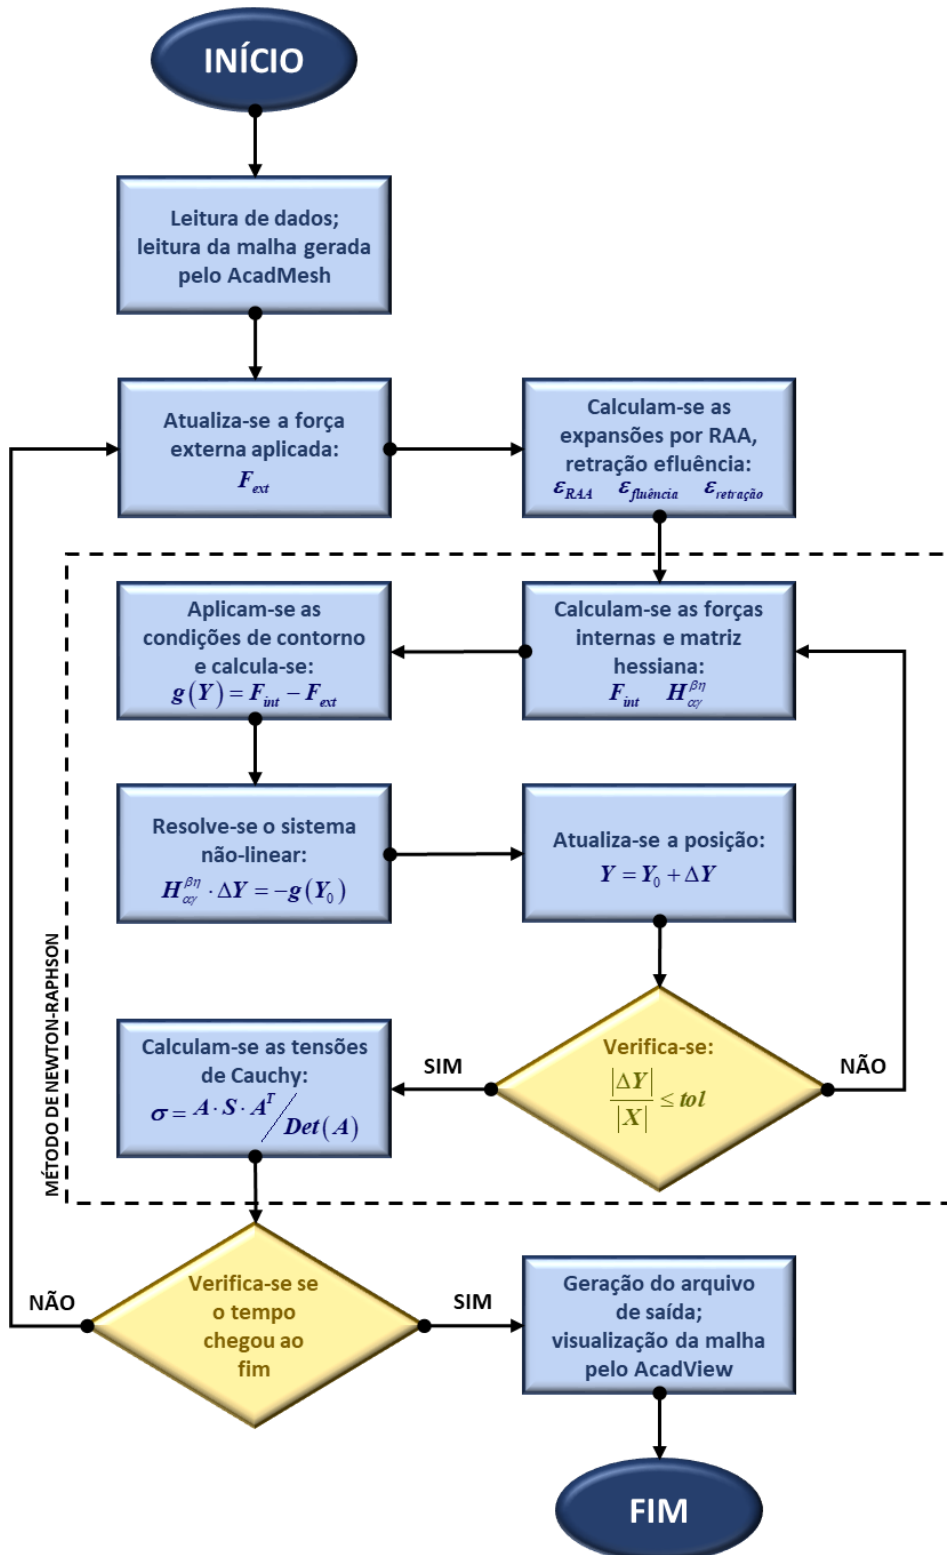 INÍCIO
Leitura de dados;
leitura da malha gerada
pelo AcadMesh
Atualiza-se a força
externa aplicada:
F_ext
Calculam-se as
expansões por RAA,
retração efluência:
ε_RAA ε_fluência ε_retração
Calculam-se as forças
internas e matriz
hessiana:
F_int H_αγ^βη
Aplicam-se as
condições de contorno
e calcula-se:
g(Y) = F_int − F_ext
Resolve-se o sistema
não-linear:
H_αγ^βη · ΔY = −g(Y_0)
Atualiza-se a posição:
Y = Y_0 + ΔY
Verifica-se:
|ΔY|/|X| ≤ tol
NÃO
SIM
Calculam-se as tensões
de Cauchy:
σ = A · S · A^T / Det(A)
MÉTODO DE NEWTON-RAPHSON
Verifica-se se
o tempo
chegou ao
fim
NÃO
SIM
Geração do arquivo
de saída;
visualização da malha
pelo AcadView
FIM